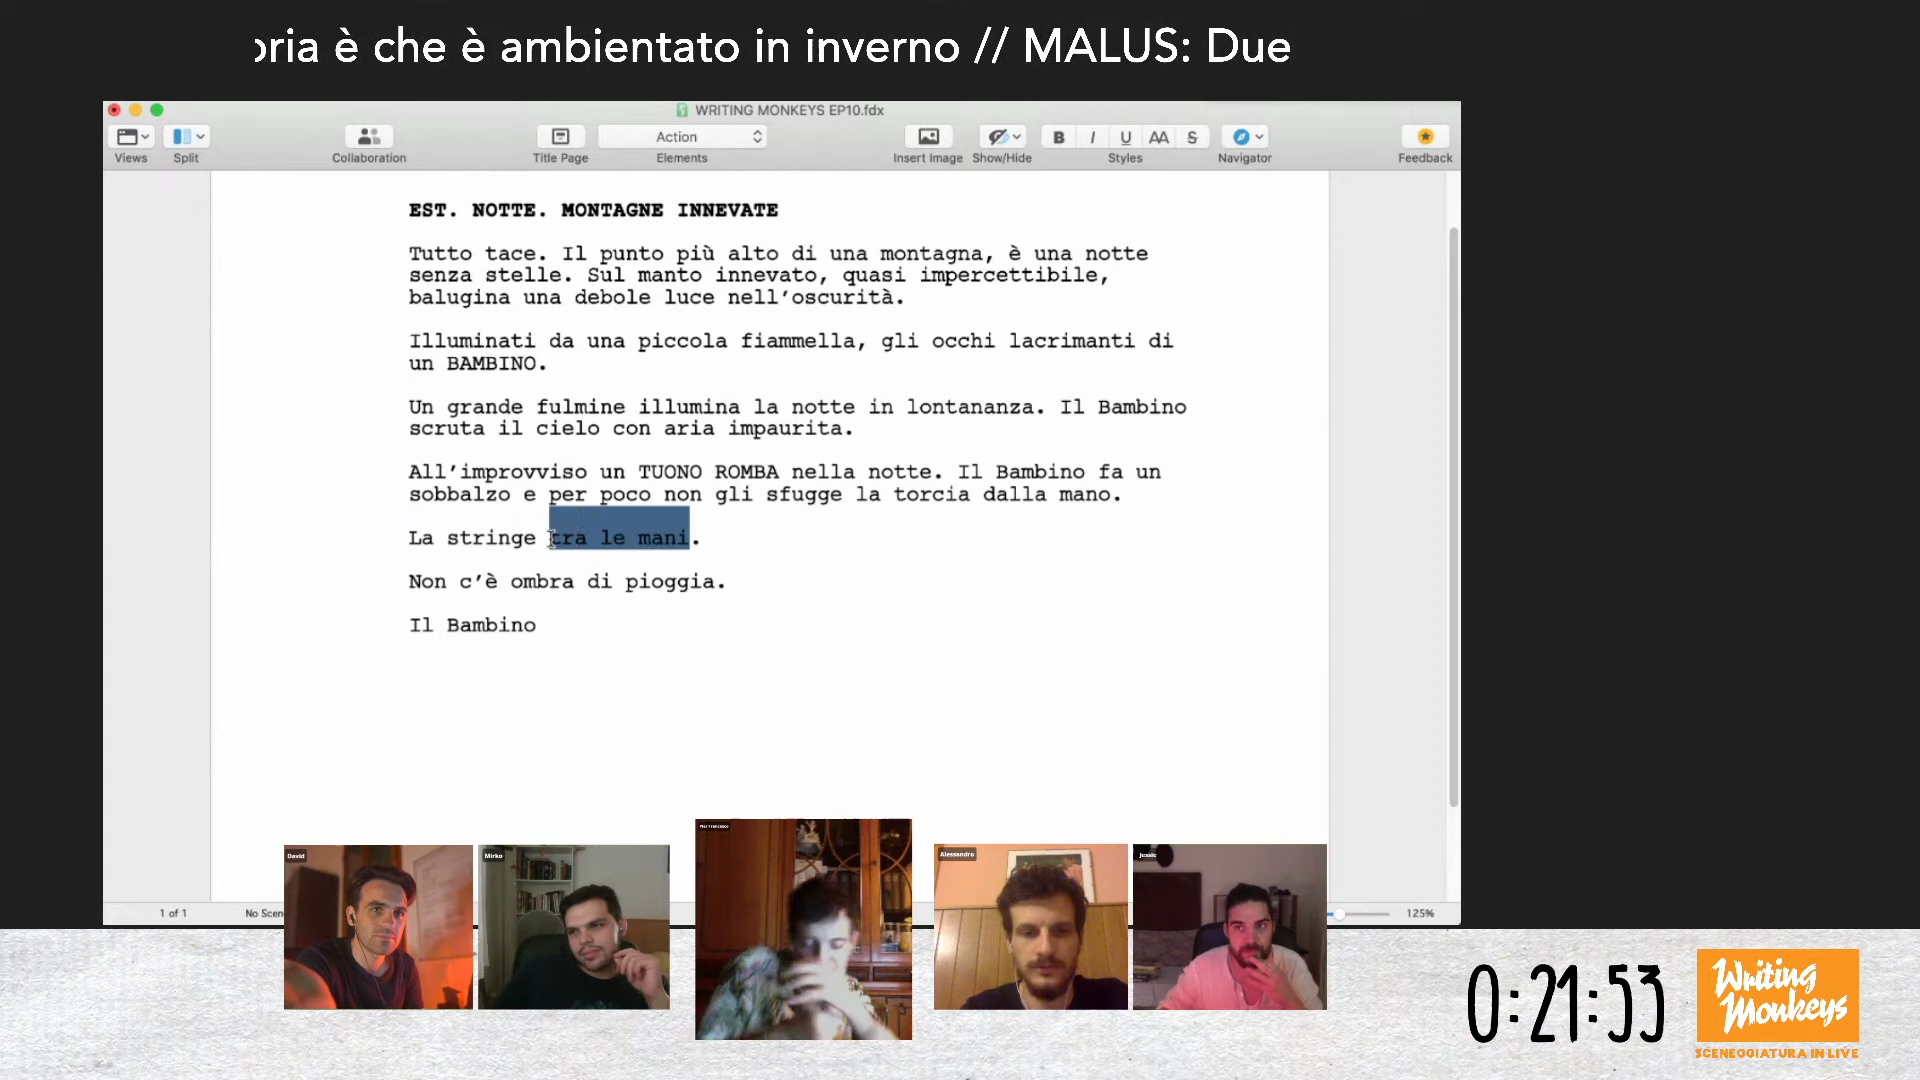 oria è che è ambientato in inverno // MALUS: Due
WRITING MONKEYS EP10.fdx
Action
B I U AA S
Views
Split
Collaboration
Title Page
Elements
Insert Image
Show/Hide
Styles
Navigator
Feedback
EST. NOTTE. MONTAGNE INNEVATE
Tutto tace. Il punto più alto di una montagna, è una notte
senza stelle. Sul manto innevato, quasi impercettibile,
balugina una debole luce nell’oscurità.
Illuminati da una piccola fiammella, gli occhi lacrimanti di
un BAMBINO.
Un grande fulmine illumina la notte in lontananza. Il Bambino
scruta il cielo con aria impaurita.
All’improvviso un TUONO ROMBA nella notte. Il Bambino fa un
sobbalzo e per poco non gli sfugge la torcia dalla mano.
La stringe tra le mani.
Non c’è ombra di pioggia.
Il Bambino
1 of 1
No Scen
125%
David
Mirko
Pier Francesco
Alessandro
Jessie
0:21:53
Writing
Monkeys
SCENEGGIATURA IN LIVE